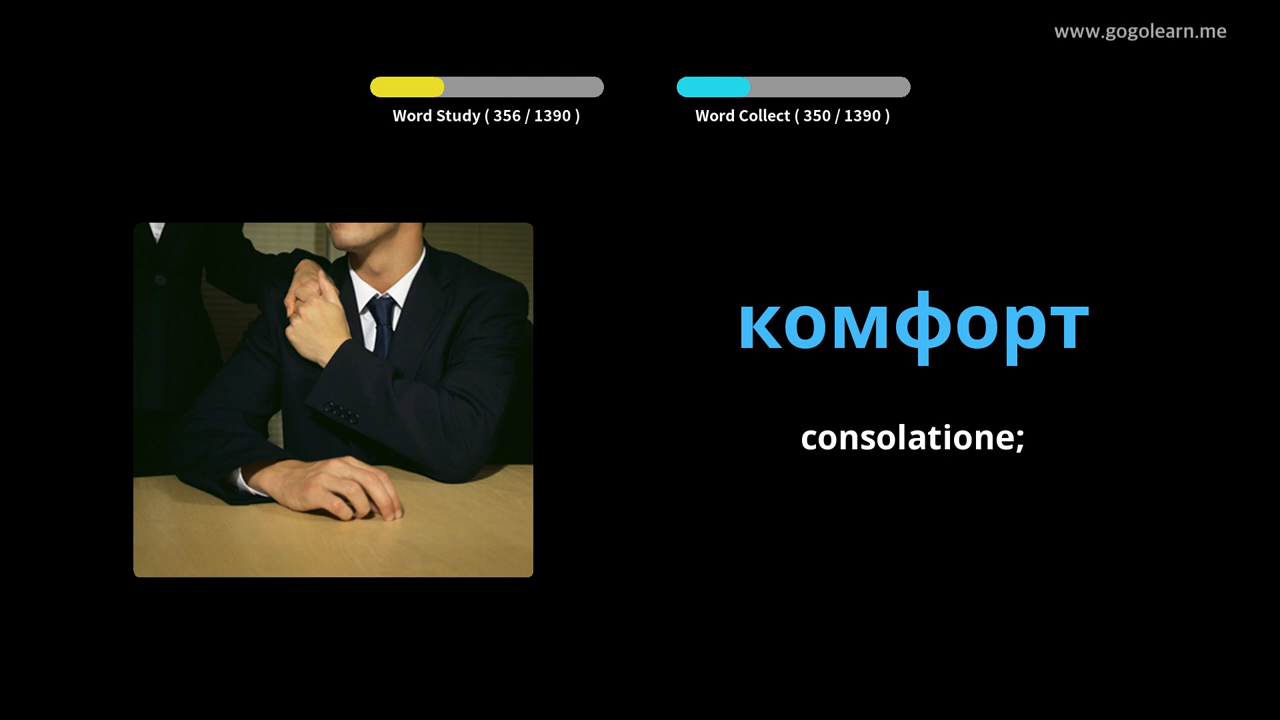 www.gogolearn.me
Word Study ( 356 / 1390 )
Word Collect ( 350 / 1390 )
комфорт
consolatione;